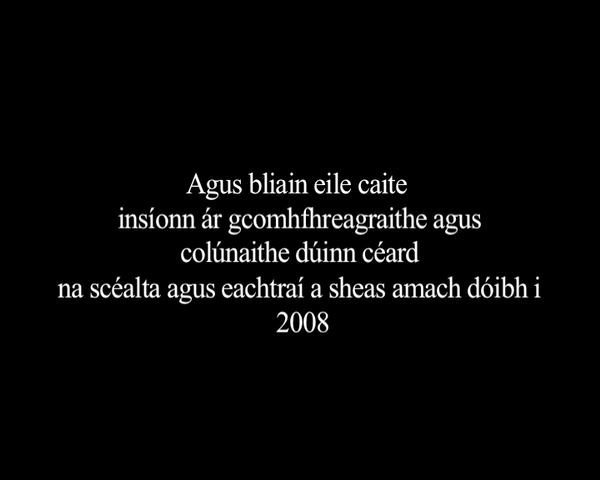 Agus bliain eile caite
insíonn ár gcomhfhreagraithe agus
colúnaithe dúinn céard
na scéalta agus eachtraí a sheas amach dóibh i
2008